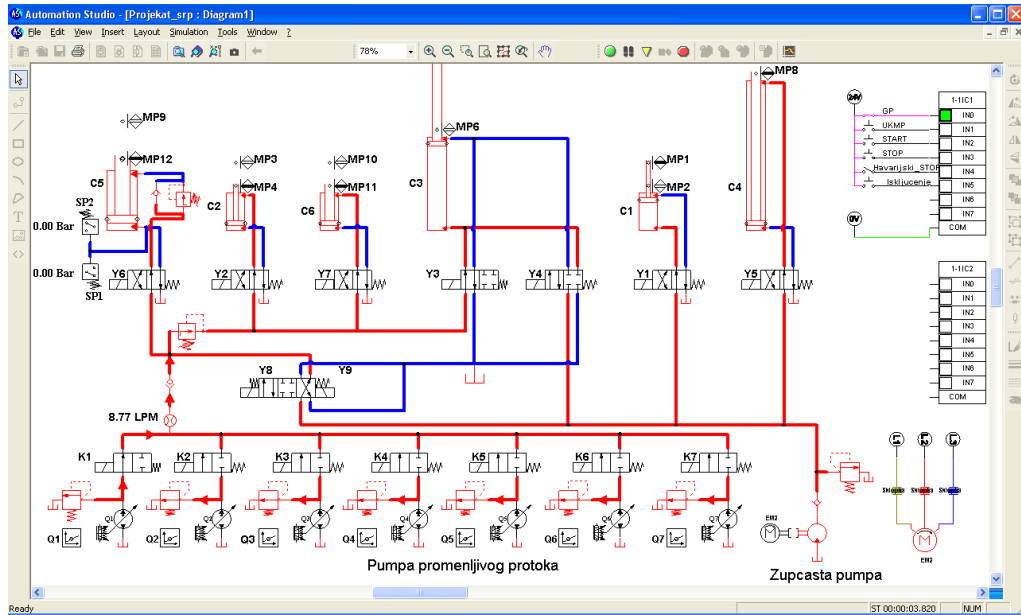 Automation Studio - [Projekat_srp : Diagram1]
File Edit View Insert Layout Simulation Tools Window ?
78%
MP9
MP12
C5
SP2
0.00 Bar
0.00 Bar
SP1
Y6
MP3
MP4
C2
Y2
MP10
MP11
C6
Y7
MP6
C3
Y3
Y4
MP1
MP2
C1
Y1
MP8
C4
Y5
24V
GP
UKMP
START
STOP
Havarijski_STOP
Iskljucenje
0V
1-1IC1
IN0
IN1
IN2
IN3
IN4
IN5
IN6
IN7
COM
1-1IC2
IN0
IN1
IN2
IN3
IN4
IN5
IN6
IN7
COM
Y8
Y9
8.77 LPM
K1
K2
K3
K4
K5
K6
K7
Q1
Q2
Q3
Q4
Q5
Q6
Q7
EM2
M
L1
L2
L3
M
EM2
Pumpa promenljivog protoka
Zupcasta pumpa
Ready
ST 00:00:03.820
NUM